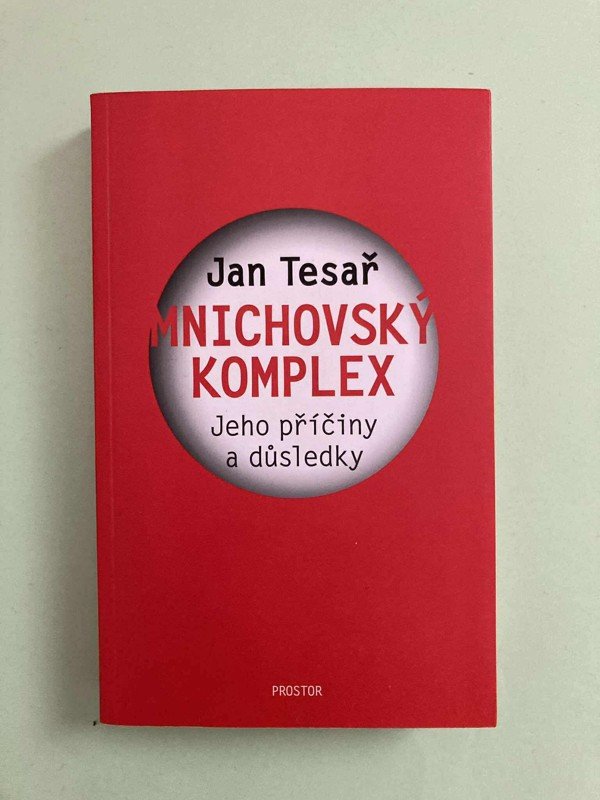 Jan Tesař
MNICHOVSKÝ
KOMPLEX
Jeho příčiny
a důsledky
PROSTOR